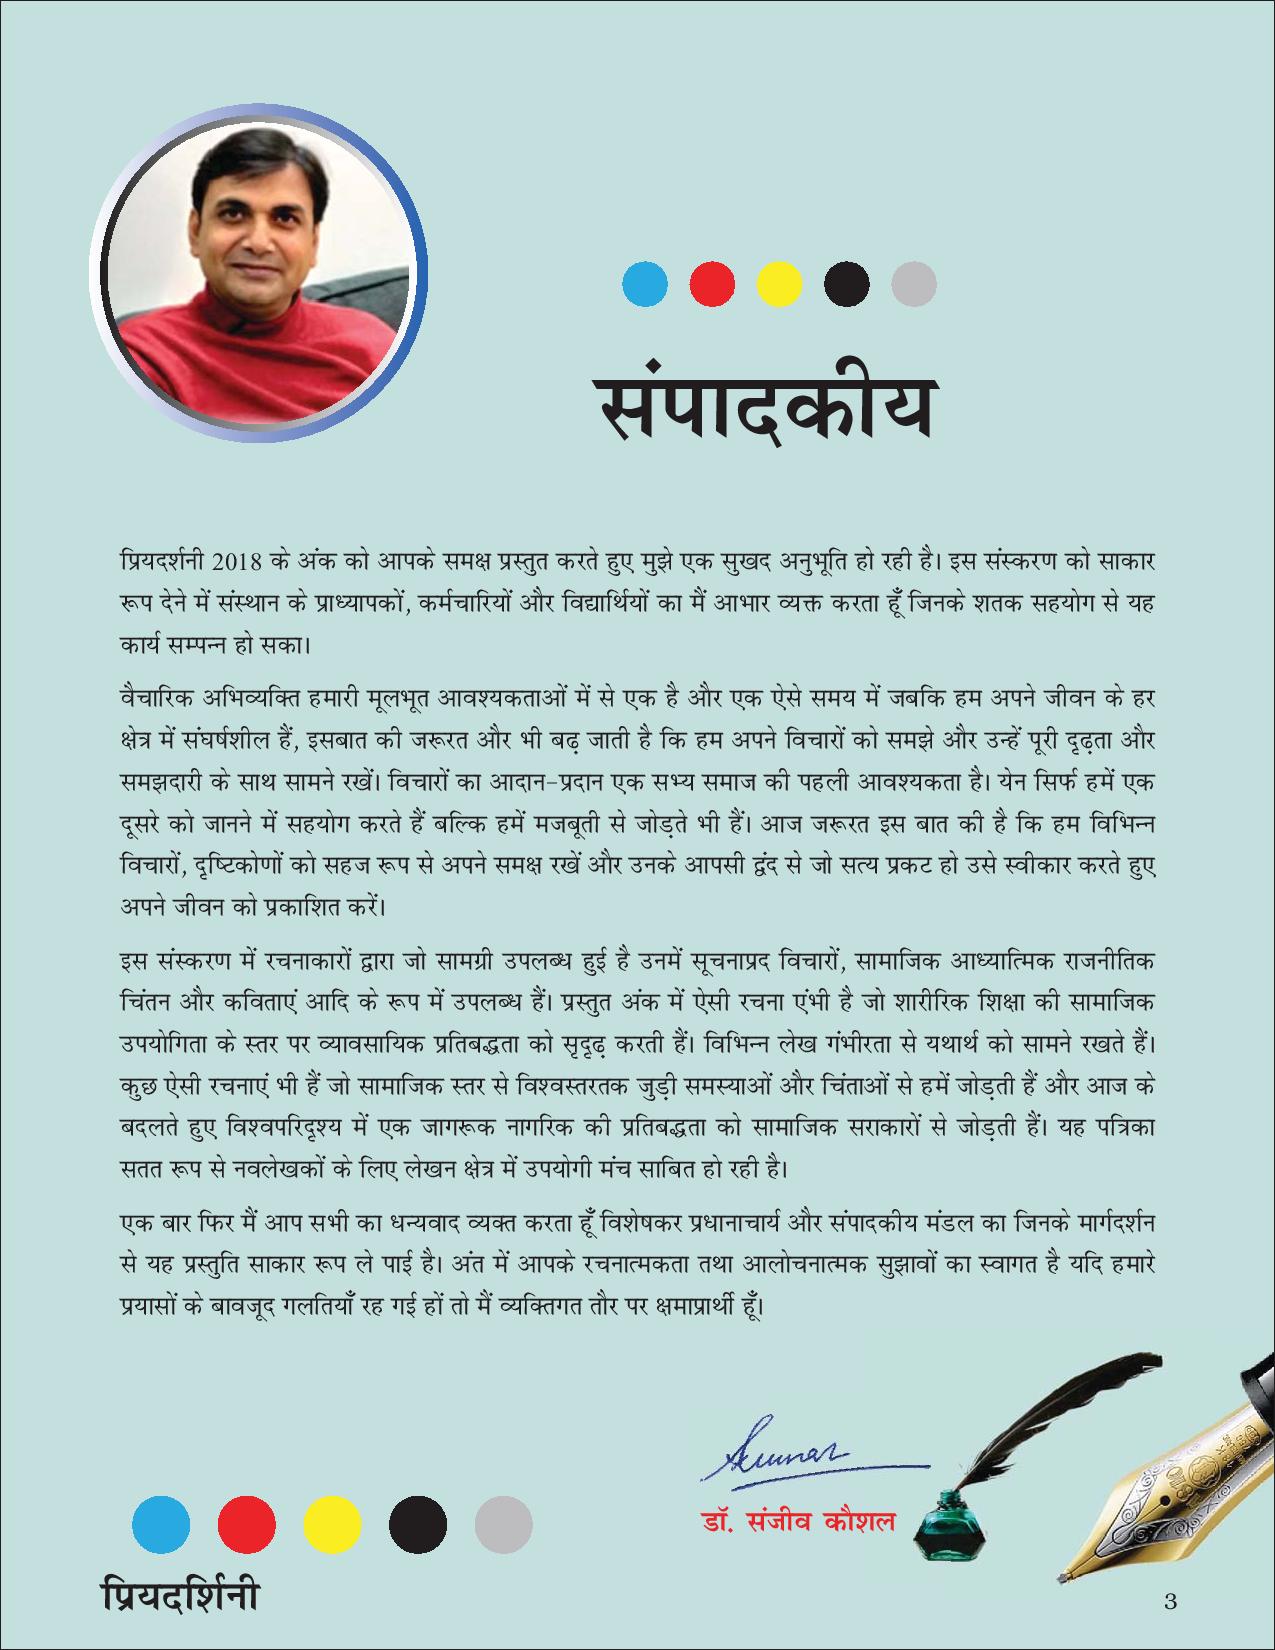 संपादकीय
प्रियदर्शनी 2018 के अंक को आपके समक्ष प्रस्तुत करते हुए मुझे एक सुखद अनुभूति हो रही है। इस संस्करण को साकार
रूप देने में संस्थान के प्राध्यापकों, कर्मचारियों और विद्यार्थियों का मैं आभार व्यक्त करता हूँ जिनके शतक सहयोग से यह
कार्य सम्पन्न हो सका।
वैचारिक अभिव्यक्ति हमारी मूलभूत आवश्यकताओं में से एक है और एक ऐसे समय में जबकि हम अपने जीवन के हर
क्षेत्र में संघर्षशील हैं, इसबात की जरूरत और भी बढ़ जाती है कि हम अपने विचारों को समझे और उन्हें पूरी दृढ़ता और
समझदारी के साथ सामने रखें। विचारों का आदान-प्रदान एक सभ्य समाज की पहली आवश्यकता है। येन सिर्फ हमें एक
दूसरे को जानने में सहयोग करते हैं बल्कि हमें मजबूती से जोड़ते भी हैं। आज जरूरत इस बात की है कि हम विभिन्न
विचारों, दृष्टिकोणों को सहज रूप से अपने समक्ष रखें और उनके आपसी द्वंद से जो सत्य प्रकट हो उसे स्वीकार करते हुए
अपने जीवन को प्रकाशित करें।
इस संस्करण में रचनाकारों द्वारा जो सामग्री उपलब्ध हुई है उनमें सूचनाप्रद विचारों, सामाजिक आध्यात्मिक राजनीतिक
चिंतन और कविताएं आदि के रूप में उपलब्ध हैं। प्रस्तुत अंक में ऐसी रचना एंभी है जो शारीरिक शिक्षा की सामाजिक
उपयोगिता के स्तर पर व्यावसायिक प्रतिबद्धता को सृदृढ़ करती हैं। विभिन्न लेख गंभीरता से यथार्थ को सामने रखते हैं।
कुछ ऐसी रचनाएं भी हैं जो सामाजिक स्तर से विश्वस्तरतक जुड़ी समस्याओं और चिंताओं से हमें जोड़ती हैं और आज के
बदलते हुए विश्वपरिदृश्य में एक जागरूक नागरिक की प्रतिबद्धता को सामाजिक सराकारों से जोड़ती हैं। यह पत्रिका
सतत रूप से नवलेखकों के लिए लेखन क्षेत्र में उपयोगी मंच साबित हो रही है।
एक बार फिर मैं आप सभी का धन्यवाद व्यक्त करता हूँ विशेषकर प्रधानाचार्य और संपादकीय मंडल का जिनके मार्गदर्शन
से यह प्रस्तुति साकार रूप ले पाई है। अंत में आपके रचनात्मकता तथा आलोचनात्मक सुझावों का स्वागत है यदि हमारे
प्रयासों के बावजूद गलतियाँ रह गई हों तो मैं व्यक्तिगत तौर पर क्षमाप्रार्थी हूँ।
डॉ. संजीव कौशल
प्रियदर्शिनी
3